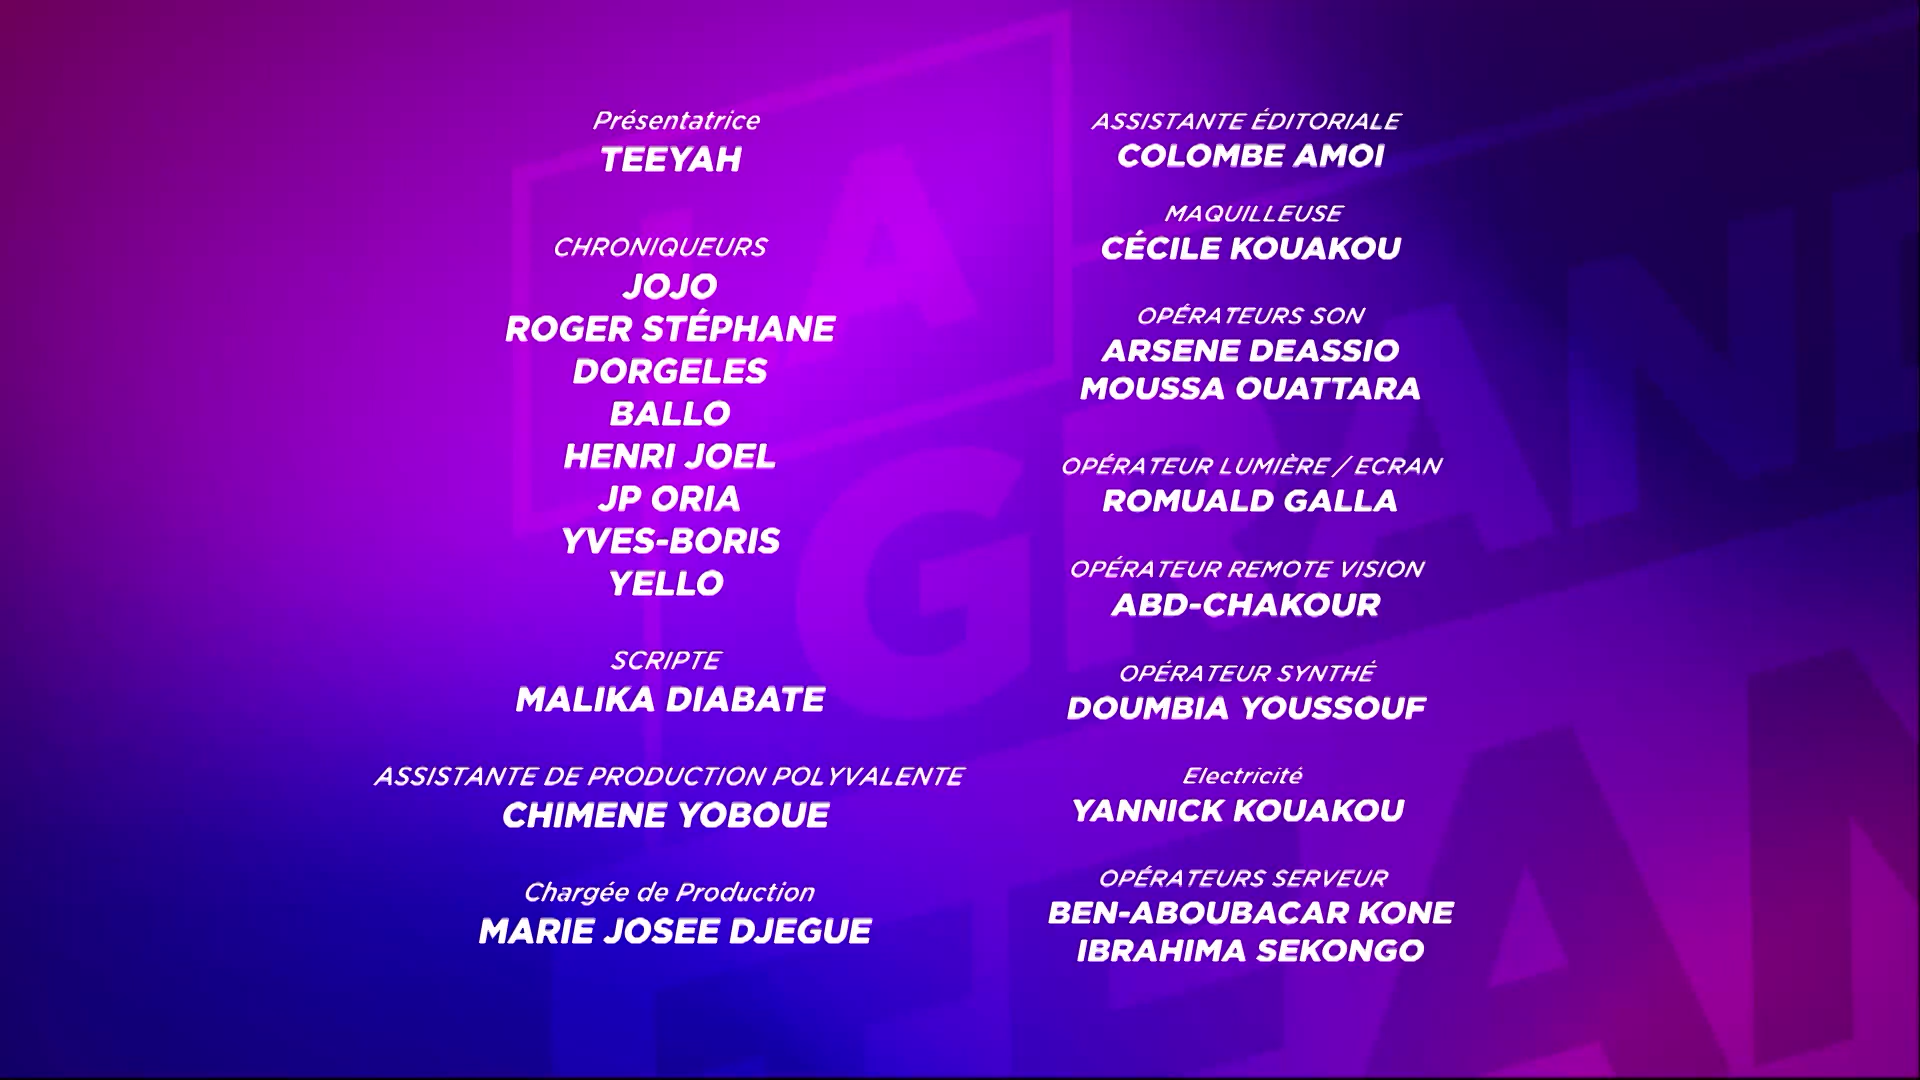 Présentatrice
TEEYAH
CHRONIQUEURS
JOJO
ROGER STÉPHANE
DORGELES
BALLO
HENRI JOEL
JP ORIA
YVES-BORIS
YELLO
SCRIPTE
MALIKA DIABATE
ASSISTANTE DE PRODUCTION POLYVALENTE
CHIMENE YOBOUE
Chargée de Production
MARIE JOSEE DJEGUE
ASSISTANTE ÉDITORIALE
COLOMBE AMOI
MAQUILLEUSE
CÉCILE KOUAKOU
OPÉRATEURS SON
ARSENE DEASSIO
MOUSSA OUATTARA
OPÉRATEUR LUMIÈRE / ECRAN
ROMUALD GALLA
OPÉRATEUR REMOTE VISION
ABD-CHAKOUR
OPÉRATEUR SYNTHÉ
DOUMBIA YOUSSOUF
Electricité
YANNICK KOUAKOU
OPÉRATEURS SERVEUR
BEN-ABOUBACAR KONE
IBRAHIMA SEKONGO
LA
GRAND